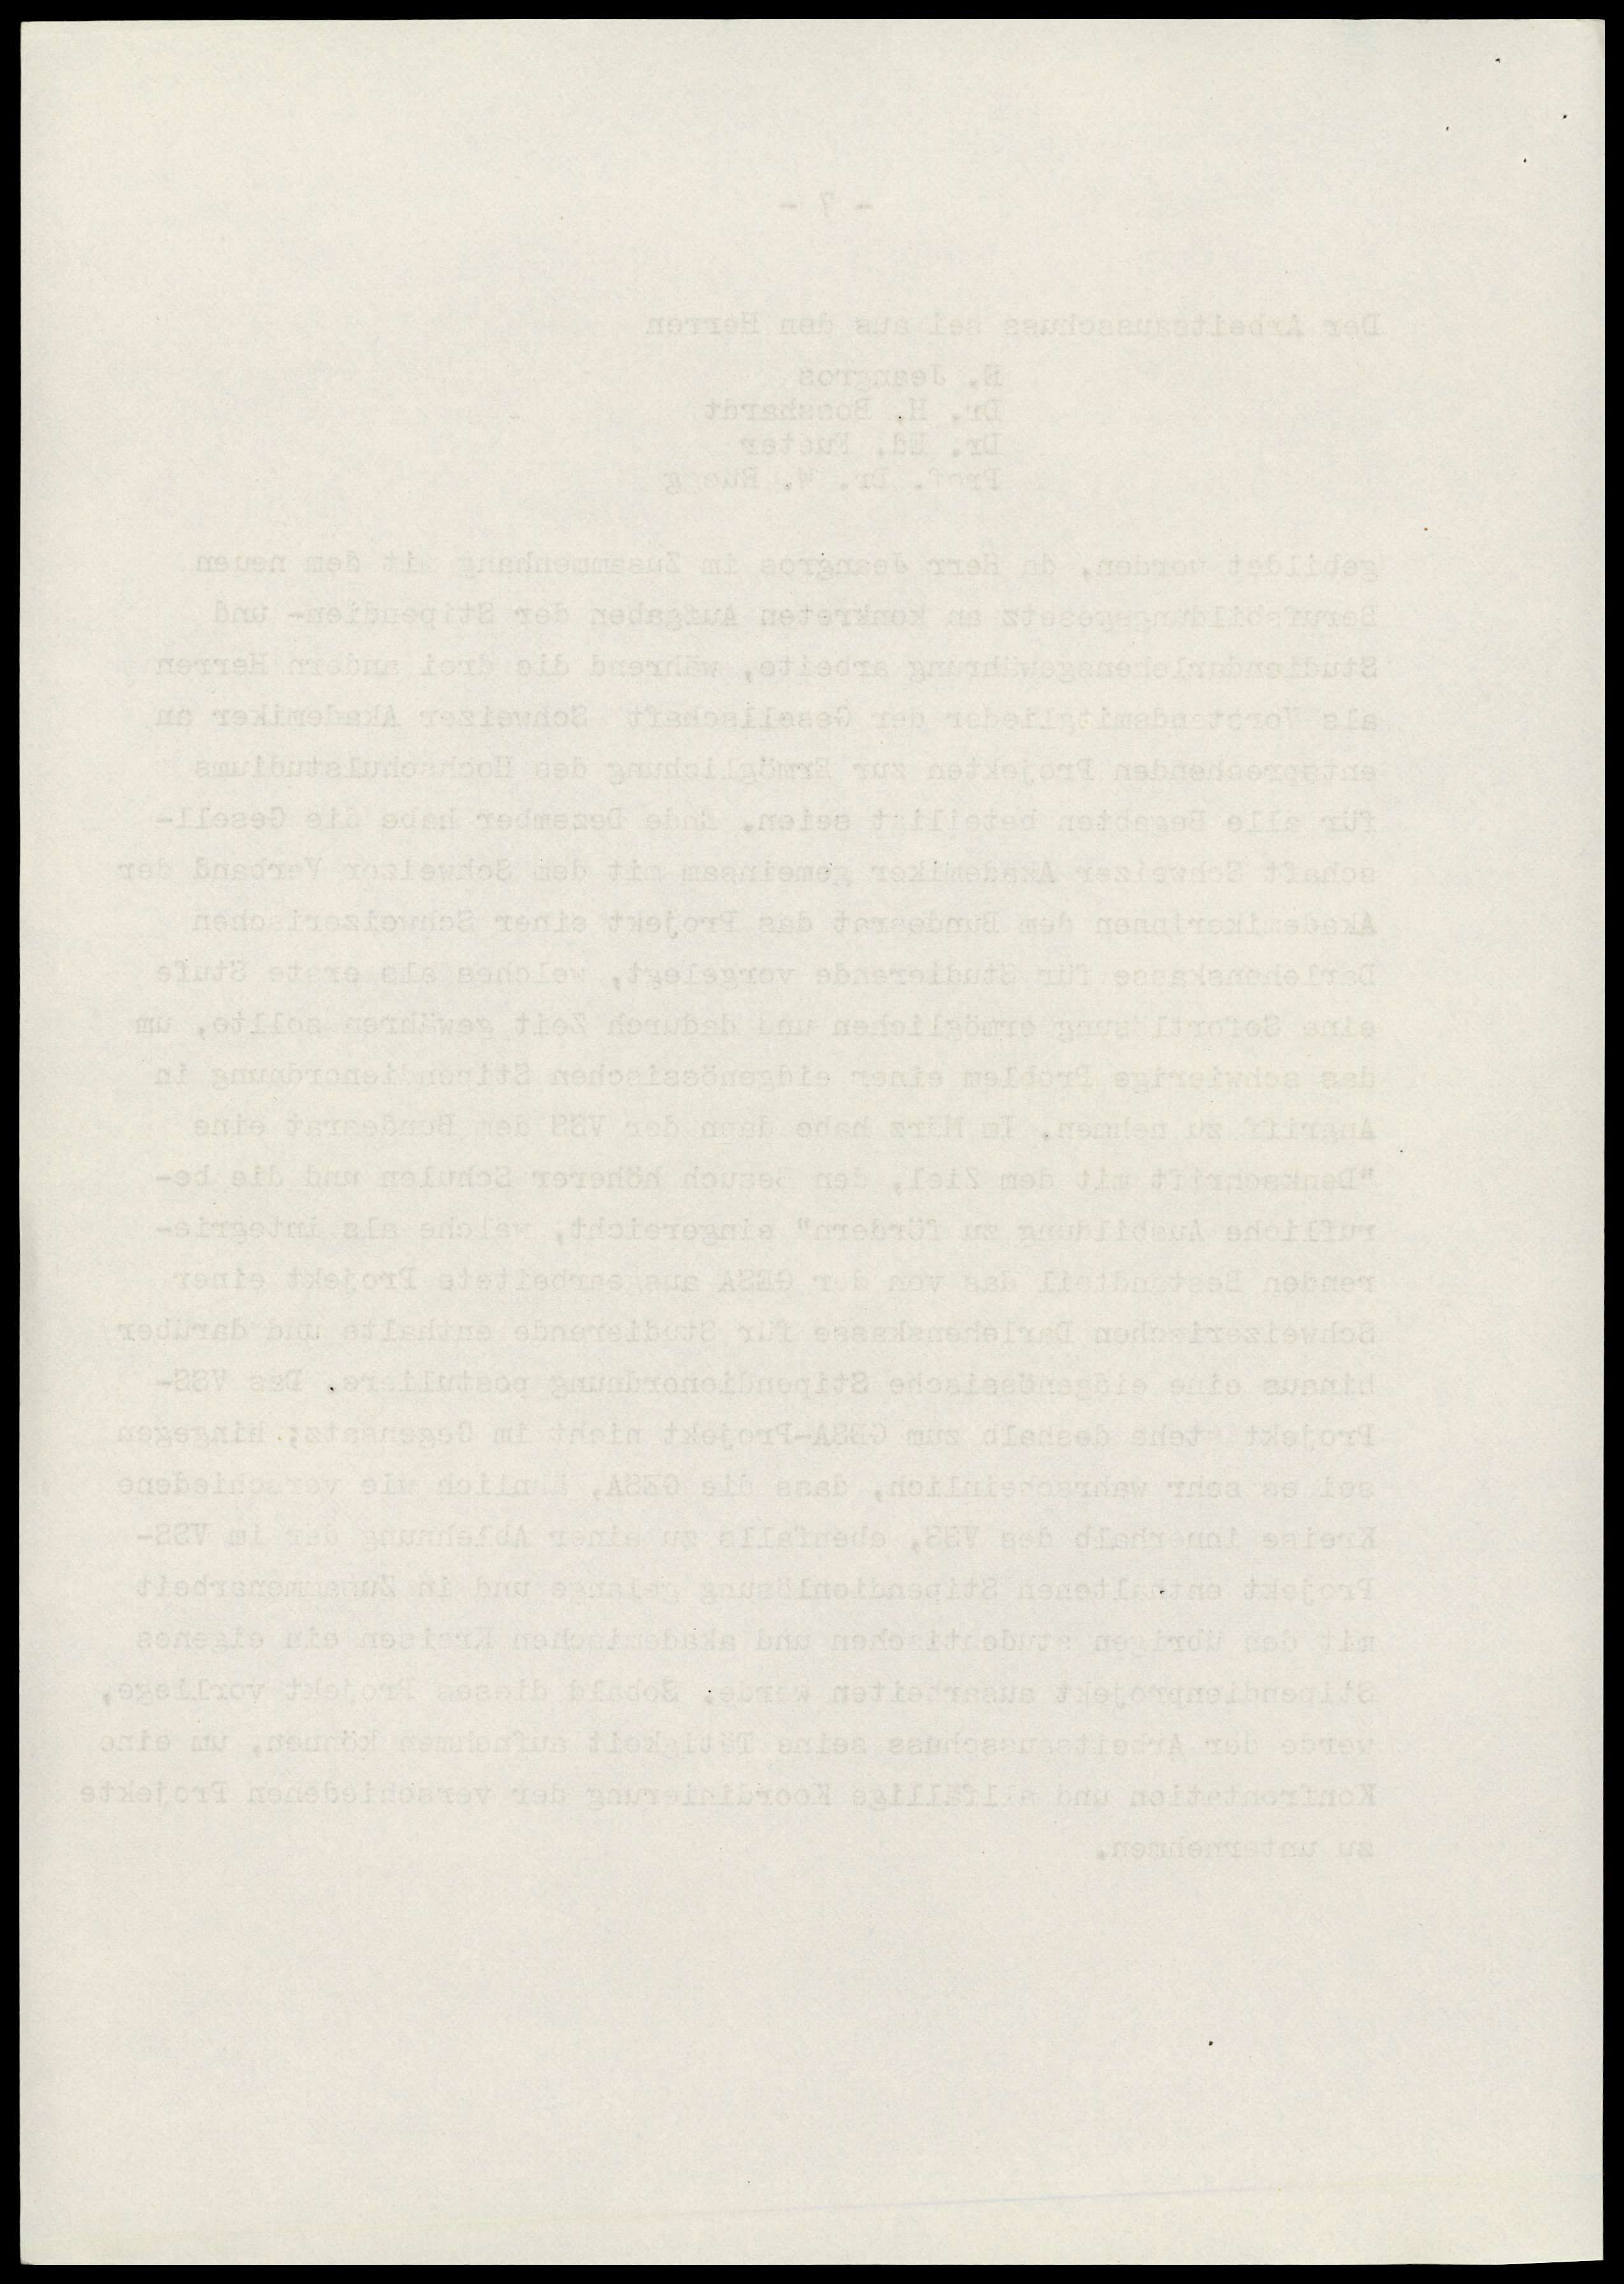 - 7 -
Der Arbeitsausschuss sei aus den Herren
E. Jeangros
Dr. H. Bosshardt
Dr. Ed. Fueter
Prof. Dr. W. Rüegg
gebildet worden, da Herr Jeangros im Zusammenhang mit dem neuen
Berufsbildungsgesetz an konkreten Aufgaben der Stipendien- und
Studiendarlehensgewährung arbeite, während die drei andern Herren
als Vorstandsmitglieder der Gesellschaft Schweizer Akademiker an
entsprechenden Projekten zur Ermöglichung des Hochschulstudiums
für alle Begabten beteiligt seien. Ende Dezember habe die Gesell-
schaft Schweizer Akademiker gemeinsam mit dem Schweizer Verband der
Akademikerinnen dem Bundesrat das Projekt einer Schweizerischen
Darlehenskasse für Studierende vorgelegt, welches als erste Stufe
eine Sofortlösung ermöglichen und dadurch Zeit gewähren sollte, um
das schwierige Problem einer eidgenössischen Stipendienordnung in
Angriff zu nehmen. Im März habe dann der VSS dem Bundesrat eine
"Denkschrift mit dem Ziel, den Besuch höherer Schulen und die be-
rufliche Ausbildung zu fördern" eingereicht, welche als integrie-
renden Bestandteil das von der GESA ausgearbeitete Projekt einer
Schweizerischen Darlehenskasse für Studierende enthalte und darüber
hinaus eine eidgenössische Stipendienordnung postuliere. Das VSS-
Projekt stehe deshalb zum GESA-Projekt nicht im Gegensatz; hingegen
sei es sehr wahrscheinlich, dass die GESA, ähnlich wie verschiedene
Kreise innerhalb des VSS, ebenfalls zu einer Ablehnung der im VSS-
Projekt enthaltenen Stipendienlösung gelange und in Zusammenarbeit
mit den übrigen studentischen und akademischen Kreisen ein eigenes
Stipendienprojekt ausarbeiten werde. Sobald dieses Projekt vorliege,
werde der Arbeitsausschuss seine Tätigkeit aufnehmen können, um eine
Konfrontation und allfällige Koordinierung der verschiedenen Projekte
zu unternehmen.